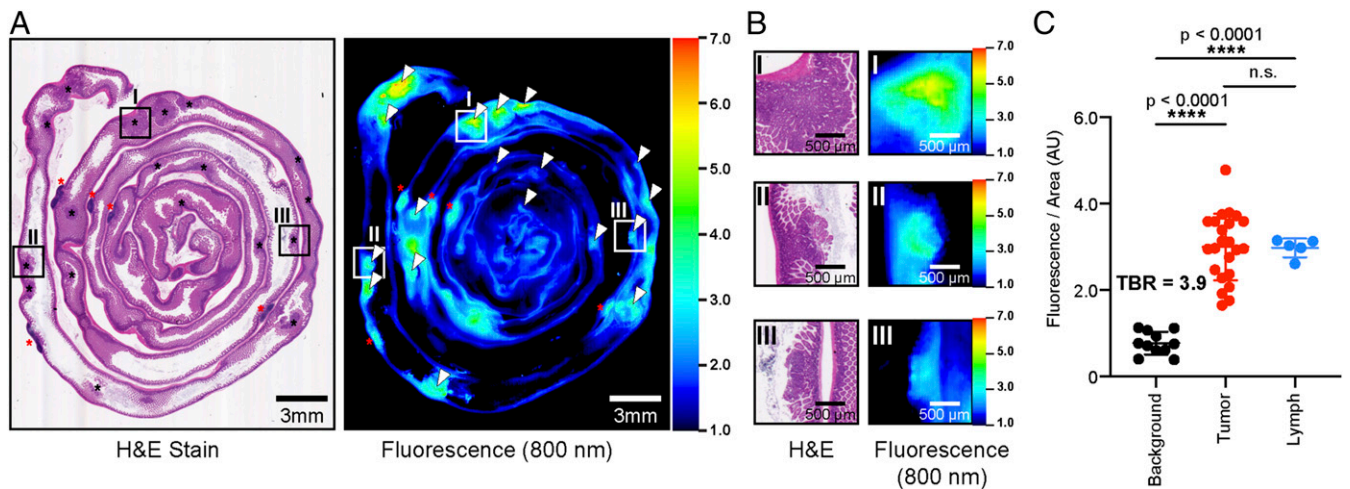 A
I
II
III
3mm
H&E Stain
I
II
III
3mm
Fluorescence (800 nm)
7.0
6.0
5.0
4.0
3.0
2.0
1.0
B
I
500 µm
I
500 µm
7.0
5.0
3.0
1.0
II
500 µm
II
500 µm
7.0
5.0
3.0
1.0
III
500 µm
III
500 µm
7.0
5.0
3.0
1.0
H&E
Fluorescence
(800 nm)
C
p < 0.0001
****
n.s.
p < 0.0001
****
Fluorescence / Area (AU)
6.0
4.0
2.0
0
TBR = 3.9
Background
Tumor
Lymph